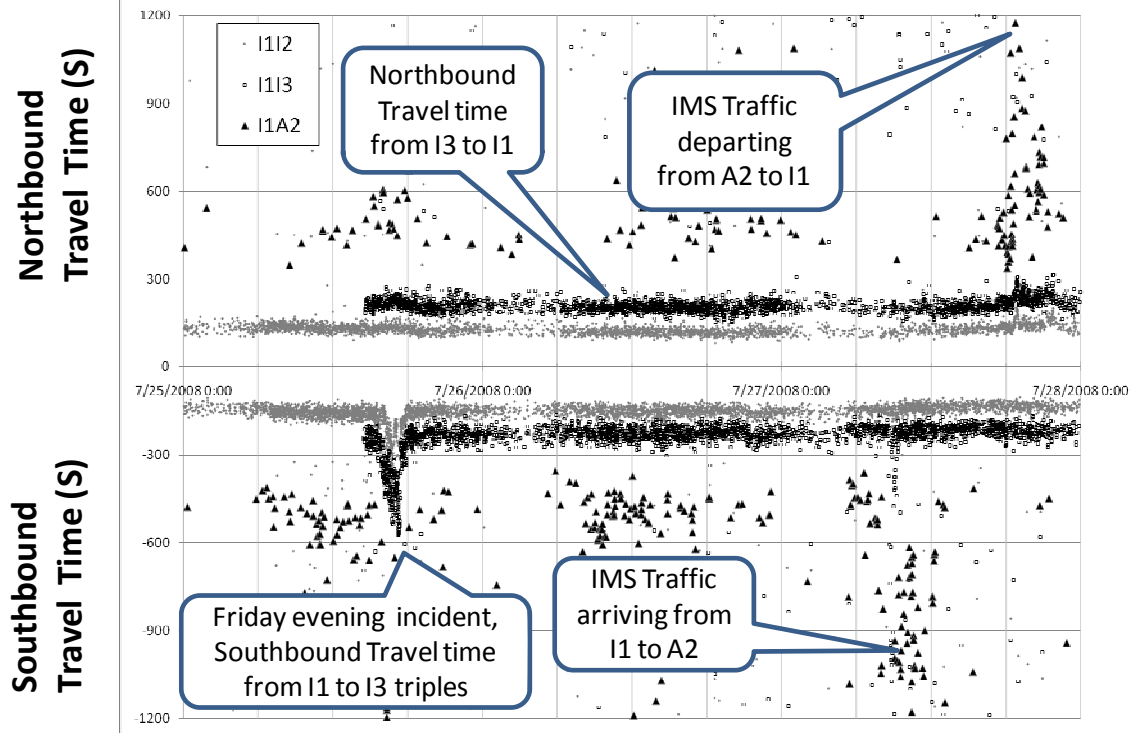 Northbound
Travel Time (S)
Southbound
Travel Time (S)
1200
900
600
300
0
-300
-600
-900
-1200
I1I2
I1I3
I1A2
Northbound
Travel time
from I3 to I1
IMS Traffic
departing
from A2 to I1
7/25/2008 0:00
7/26/2008 0:00
7/27/2008 0:00
7/28/2008 0:00
Friday evening incident,
Southbound Travel time
from I1 to I3 triples
IMS Traffic
arriving from
I1 to A2